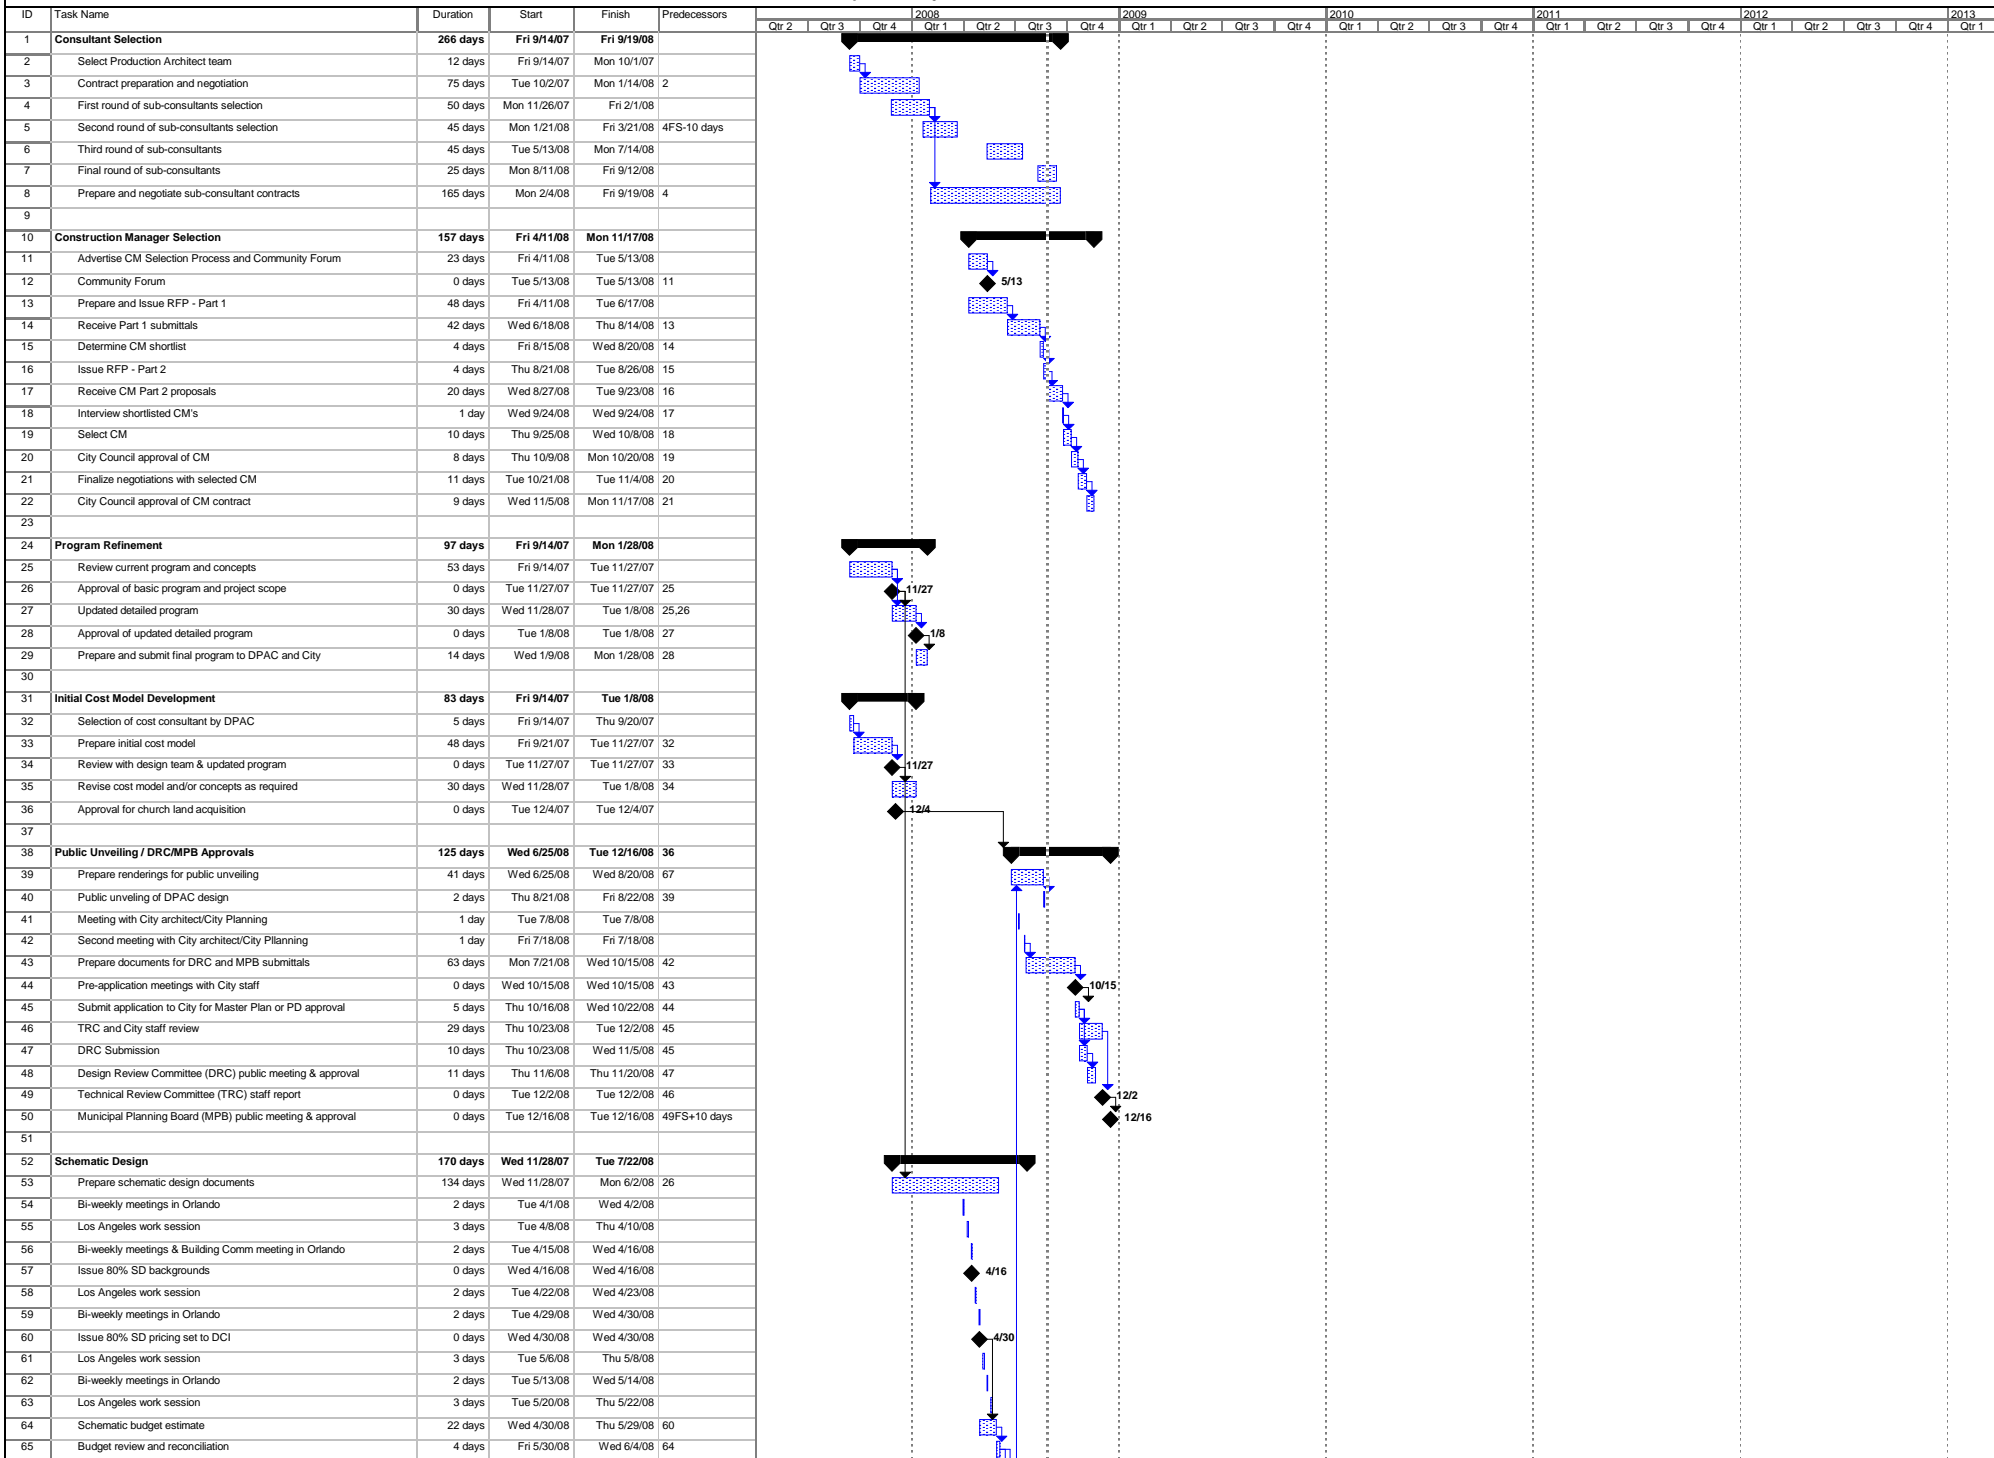 ID Task Name Duration Start Finish Predecessors
2008 2009 2010 2011 2012 2013
Qtr 2 Qtr 3 Qtr 4 Qtr 1 Qtr 2 Qtr 3 Qtr 4 Qtr 1 Qtr 2 Qtr 3 Qtr 4 Qtr 1 Qtr 2 Qtr 3 Qtr 4 Qtr 1 Qtr 2 Qtr 3 Qtr 4 Qtr 1 Qtr 2 Qtr 3 Qtr 4 Qtr 1
1 Consultant Selection 266 days Fri 9/14/07 Fri 9/19/08
2 Select Production Architect team 12 days Fri 9/14/07 Mon 10/1/07
3 Contract preparation and negotiation 75 days Tue 10/2/07 Mon 1/14/08 2
4 First round of sub-consultants selection 50 days Mon 11/26/07 Fri 2/1/08
5 Second round of sub-consultants selection 45 days Mon 1/21/08 Fri 3/21/08 4FS-10 days
6 Third round of sub-consultants 45 days Tue 5/13/08 Mon 7/14/08
7 Final round of sub-consultants 25 days Mon 8/11/08 Fri 9/12/08
8 Prepare and negotiate sub-consultant contracts 165 days Mon 2/4/08 Fri 9/19/08 4
9
10 Construction Manager Selection 157 days Fri 4/11/08 Mon 11/17/08
11 Advertise CM Selection Process and Community Forum 23 days Fri 4/11/08 Tue 5/13/08
12 Community Forum 0 days Tue 5/13/08 Tue 5/13/08 11 5/13
13 Prepare and Issue RFP - Part 1 48 days Fri 4/11/08 Tue 6/17/08
14 Receive Part 1 submittals 42 days Wed 6/18/08 Thu 8/14/08 13
15 Determine CM shortlist 4 days Fri 8/15/08 Wed 8/20/08 14
16 Issue RFP - Part 2 4 days Thu 8/21/08 Tue 8/26/08 15
17 Receive CM Part 2 proposals 20 days Wed 8/27/08 Tue 9/23/08 16
18 Interview shortlisted CM's 1 day Wed 9/24/08 Wed 9/24/08 17
19 Select CM 10 days Thu 9/25/08 Wed 10/8/08 18
20 City Council approval of CM 8 days Thu 10/9/08 Mon 10/20/08 19
21 Finalize negotiations with selected CM 11 days Tue 10/21/08 Tue 11/4/08 20
22 City Council approval of CM contract 9 days Wed 11/5/08 Mon 11/17/08 21
23
24 Program Refinement 97 days Fri 9/14/07 Mon 1/28/08
25 Review current program and concepts 53 days Fri 9/14/07 Tue 11/27/07
26 Approval of basic program and project scope 0 days Tue 11/27/07 Tue 11/27/07 25 11/27
27 Updated detailed program 30 days Wed 11/28/07 Tue 1/8/08 25,26
28 Approval of updated detailed program 0 days Tue 1/8/08 Tue 1/8/08 27 1/8
29 Prepare and submit final program to DPAC and City 14 days Wed 1/9/08 Mon 1/28/08 28
30
31 Initial Cost Model Development 83 days Fri 9/14/07 Tue 1/8/08
32 Selection of cost consultant by DPAC 5 days Fri 9/14/07 Thu 9/20/07
33 Prepare initial cost model 48 days Fri 9/21/07 Tue 11/27/07 32
34 Review with design team & updated program 0 days Tue 11/27/07 Tue 11/27/07 33 11/27
35 Revise cost model and/or concepts as required 30 days Wed 11/28/07 Tue 1/8/08 34
36 Approval for church land acquisition 0 days Tue 12/4/07 Tue 12/4/07 12/4
37
38 Public Unveiling / DRC/MPB Approvals 125 days Wed 6/25/08 Tue 12/16/08 36
39 Prepare renderings for public unveiling 41 days Wed 6/25/08 Wed 8/20/08 67
40 Public unveling of DPAC design 2 days Thu 8/21/08 Fri 8/22/08 39
41 Meeting with City architect/City Planning 1 day Tue 7/8/08 Tue 7/8/08
42 Second meeting with City architect/City Pllanning 1 day Fri 7/18/08 Fri 7/18/08
43 Prepare documents for DRC and MPB submittals 63 days Mon 7/21/08 Wed 10/15/08 42
44 Pre-application meetings with City staff 0 days Wed 10/15/08 Wed 10/15/08 43 10/15
45 Submit application to City for Master Plan or PD approval 5 days Thu 10/16/08 Wed 10/22/08 44
46 TRC and City staff review 29 days Thu 10/23/08 Tue 12/2/08 45
47 DRC Submission 10 days Thu 10/23/08 Wed 11/5/08 45
48 Design Review Committee (DRC) public meeting & approval 11 days Thu 11/6/08 Thu 11/20/08 47
49 Technical Review Committee (TRC) staff report 0 days Tue 12/2/08 Tue 12/2/08 46 12/2
50 Municipal Planning Board (MPB) public meeting & approval 0 days Tue 12/16/08 Tue 12/16/08 49FS+10 days 12/16
51
52 Schematic Design 170 days Wed 11/28/07 Tue 7/22/08
53 Prepare schematic design documents 134 days Wed 11/28/07 Mon 6/2/08 26
54 Bi-weekly meetings in Orlando 2 days Tue 4/1/08 Wed 4/2/08
55 Los Angeles work session 3 days Tue 4/8/08 Thu 4/10/08
56 Bi-weekly meetings & Building Comm meeting in Orlando 2 days Tue 4/15/08 Wed 4/16/08
57 Issue 80% SD backgrounds 0 days Wed 4/16/08 Wed 4/16/08 4/16
58 Los Angeles work session 2 days Tue 4/22/08 Wed 4/23/08
59 Bi-weekly meetings in Orlando 2 days Tue 4/29/08 Wed 4/30/08
60 Issue 80% SD pricing set to DCI 0 days Wed 4/30/08 Wed 4/30/08 4/30
61 Los Angeles work session 3 days Tue 5/6/08 Thu 5/8/08
62 Bi-weekly meetings in Orlando 2 days Tue 5/13/08 Wed 5/14/08
63 Los Angeles work session 3 days Tue 5/20/08 Thu 5/22/08
64 Schematic budget estimate 22 days Wed 4/30/08 Thu 5/29/08 60
65 Budget review and reconciliation 4 days Fri 5/30/08 Wed 6/4/08 64